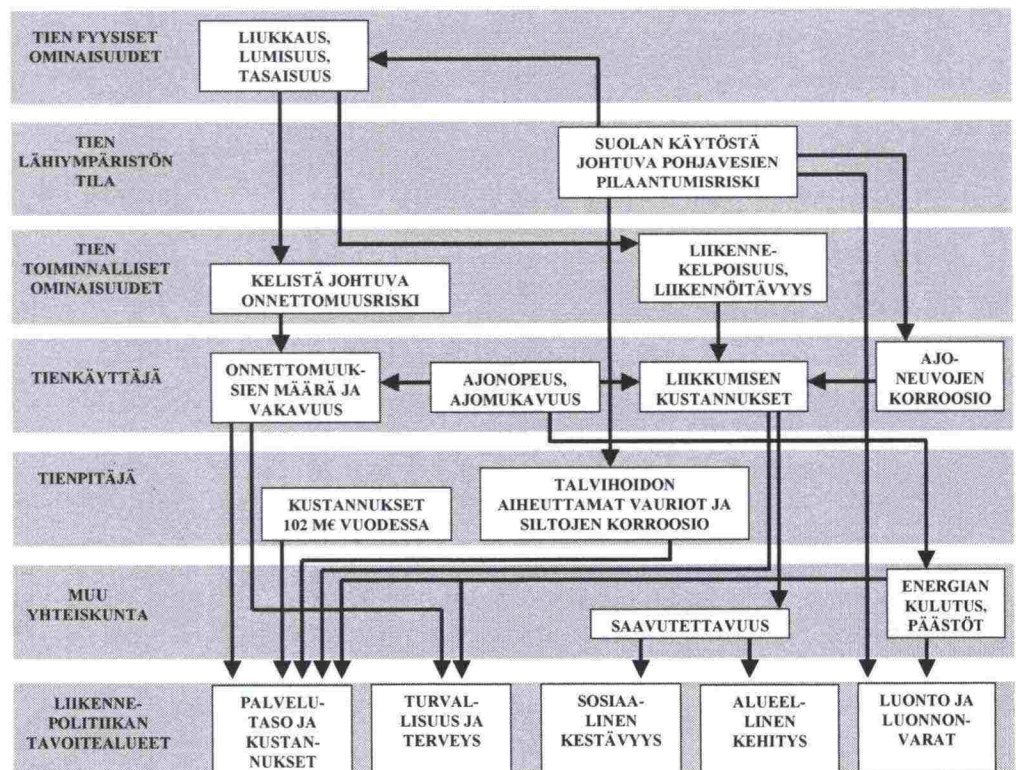 TIEN FYYSISET
OMINAISUUDET
LIUKKAUS,
LUMISUUS,
TASAISUUS
TIEN
LÄHIYMPÄRISTÖN
TILA
SUOLAN KÄYTÖSTÄ
JOHTUVA POHJAVESIEN
PILAANTUMISRISKI
TIEN
TOIMINNALLISET
OMINAISUUDET
KELISTÄ JOHTUVA
ONNETTOMUUSRISKI
LIIKENNE-
KELPOISUUS,
LIIKENNÖITÄVYYS
TIENKÄYTTÄJÄ
ONNETTOMUUK-
SIEN MÄÄRÄ JA
VAKAVUUS
AJONOPEUS,
AJOMUKAVUUS
LIIKKUMISEN
KUSTANNUKSET
AJO-
NEUVOJEN
KORROOSIO
TIENPITÄJÄ
KUSTANNUKSET
102 M€ VUODESSA
TALVIHOIDON
AIHEUTTAMAT VAURIOT JA
SILTOJEN KORROOSIO
MUU
YHTEISKUNTA
SAAVUTETTAVUUS
ENERGIAN
KULUTUS,
PÄÄSTÖT
LIIKENNE-
POLITIIKAN
TAVOITEALUEET
PALVELU-
TASO JA
KUSTAN-
NUKSET
TURVAL-
LISUUS JA
TERVEYS
SOSIAA-
LINEN
KESTÄVYYS
ALUEEL-
LINEN
KEHITYS
LUONTO JA
LUONNON-
VARAT